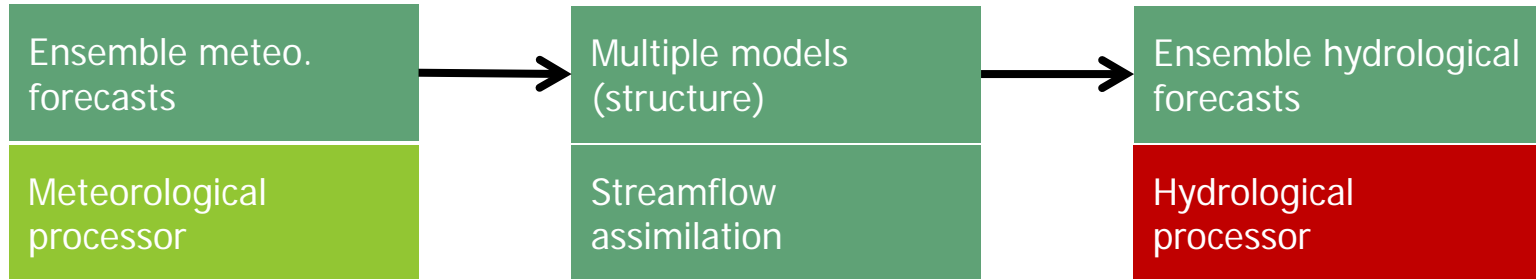 Ensemble meteo.
forecasts
Meteorological
processor
Multiple models
(structure)
Streamflow
assimilation
Ensemble hydrological
forecasts
Hydrological
processor